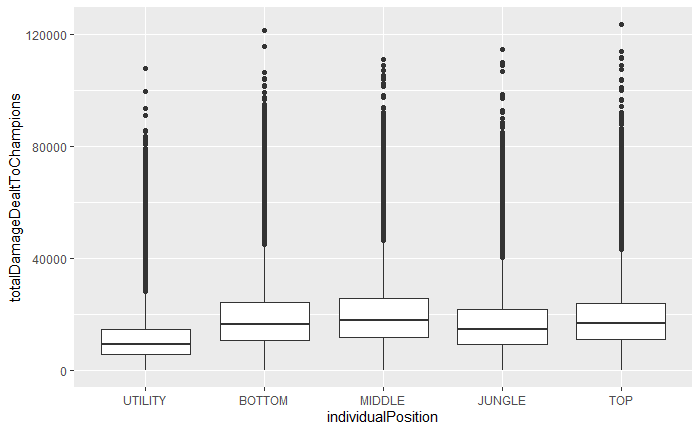 totalDamageDealtToChampions
120000
80000
40000
0
UTILITY BOTTOM MIDDLE JUNGLE TOP
individualPosition